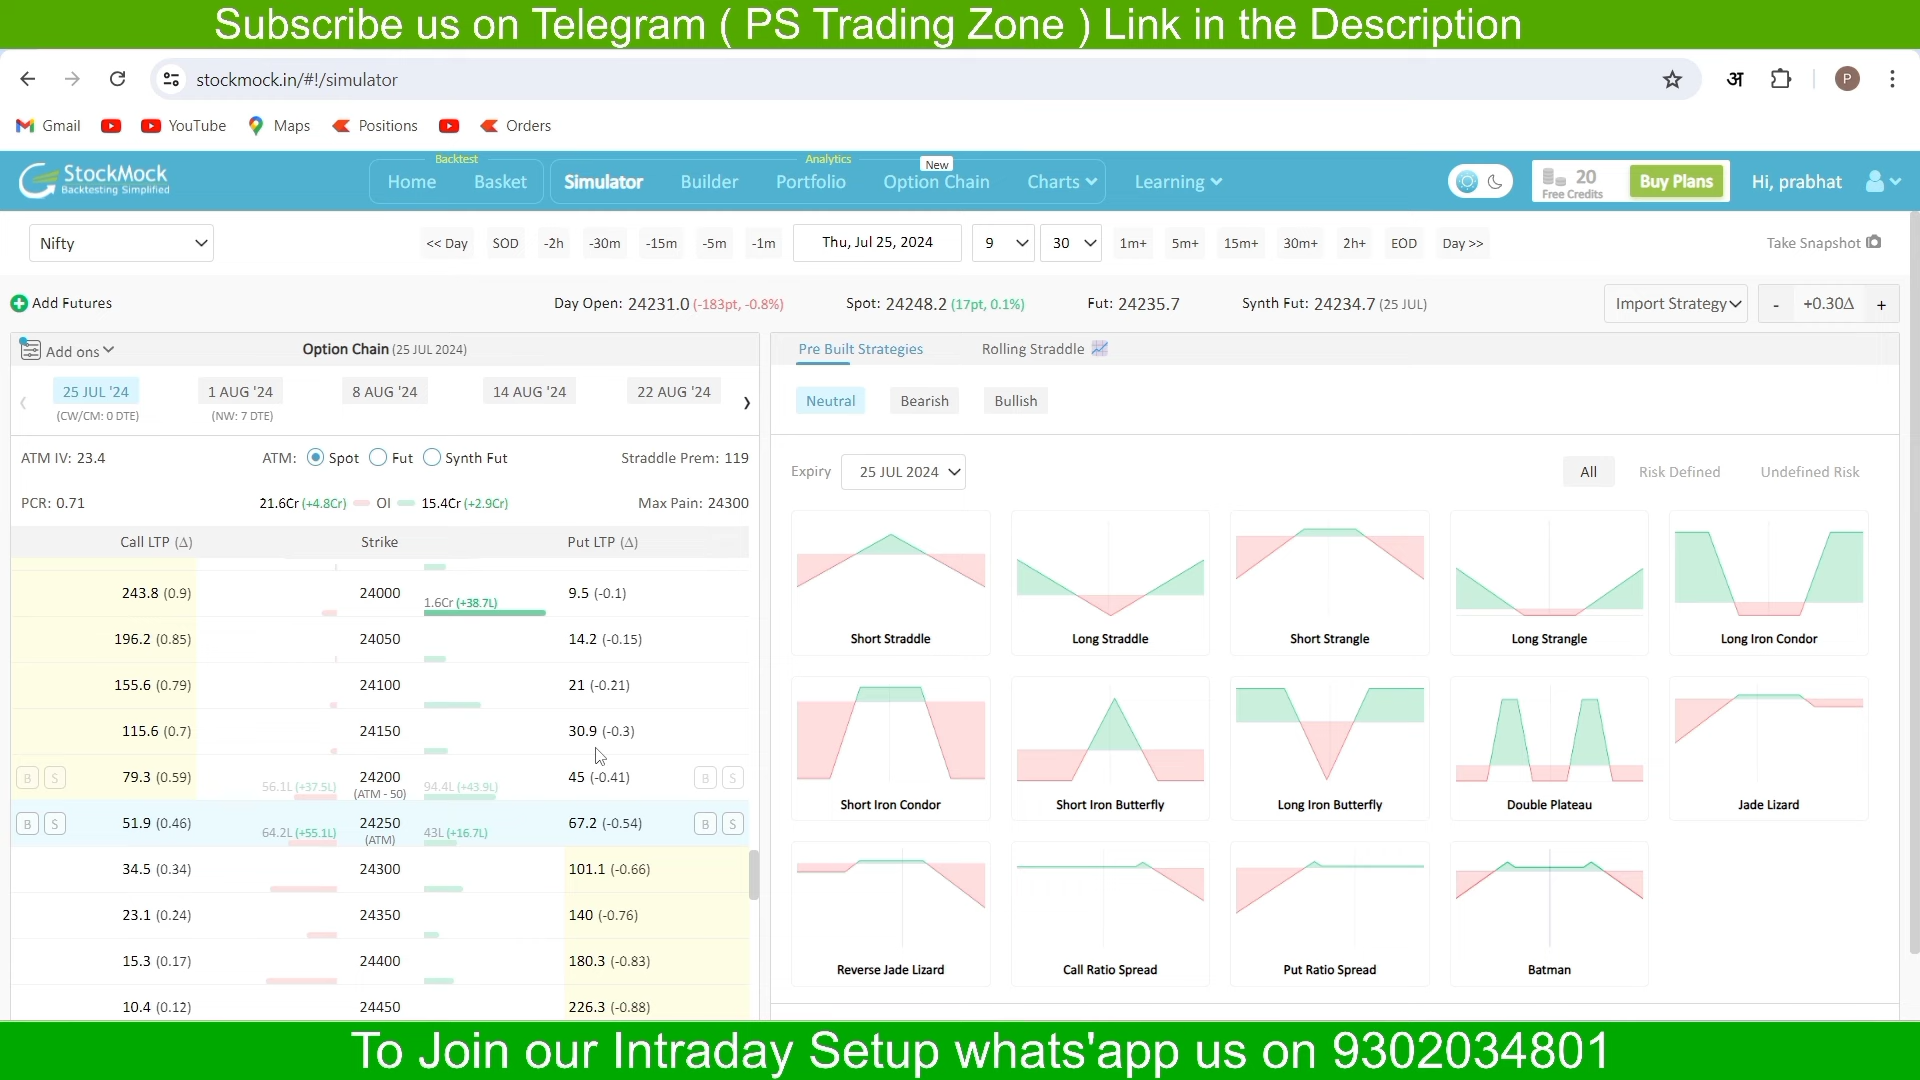 Subscribe us on Telegram ( PS Trading Zone ) Link in the Description
stockmock.in/#!/simulator
अ
P
Gmail YouTube Maps Positions Orders
StockMock
Backtesting Simplified
Backtest
Home Basket Simulator Builder
Analytics
New
Portfolio Option Chain Charts Learning
20
Free Credits
Buy Plans
Hi, prabhat
Nifty
<< Day SOD -2h -30m -15m -5m -1m Thu, Jul 25, 2024 9 30 1m+ 5m+ 15m+ 30m+ 2h+ EOD Day >>
Take Snapshot
Add Futures
Day Open: 24231.0 (-183pt, -0.8%) Spot: 24248.2 (17pt, 0.1%) Fut: 24235.7 Synth Fut: 24234.7 (25 JUL)
Import Strategy - +0.30Δ +
Add ons
Option Chain (25 JUL 2024)
25 JUL '24 1 AUG '24 8 AUG '24 14 AUG '24 22 AUG '24
(CW/CM: 0 DTE) (NW: 7 DTE)
ATM IV: 23.4 ATM: Spot Fut Synth Fut Straddle Prem: 119
PCR: 0.71 21.6Cr (+4.8Cr) OI 15.4Cr (+2.9Cr) Max Pain: 24300
Call LTP (Δ) Strike Put LTP (Δ)
243.8 (0.9) 24000 1.6Cr (+38.7L) 9.5 (-0.1)
196.2 (0.85) 24050 14.2 (-0.15)
155.6 (0.79) 24100 21 (-0.21)
115.6 (0.7) 24150 30.9 (-0.3)
B S 79.3 (0.59) 56.1L (+37.5L) 24200 94.4L (+43.9L) 45 (-0.41) B S
(ATM - 50)
B S 51.9 (0.46) 64.2L (+55.1L) 24250 43L (+16.7L) 67.2 (-0.54) B S
(ATM)
34.5 (0.34) 24300 101.1 (-0.66)
23.1 (0.24) 24350 140 (-0.76)
15.3 (0.17) 24400 180.3 (-0.83)
10.4 (0.12) 24450 226.3 (-0.88)
Pre Built Strategies Rolling Straddle
Neutral Bearish Bullish
Expiry 25 JUL 2024 All Risk Defined Undefined Risk
Short Straddle Long Straddle Short Strangle Long Strangle Long Iron Condor
Short Iron Condor Short Iron Butterfly Long Iron Butterfly Double Plateau Jade Lizard
Reverse Jade Lizard Call Ratio Spread Put Ratio Spread Batman
To Join our Intraday Setup whats'app us on 9302034801